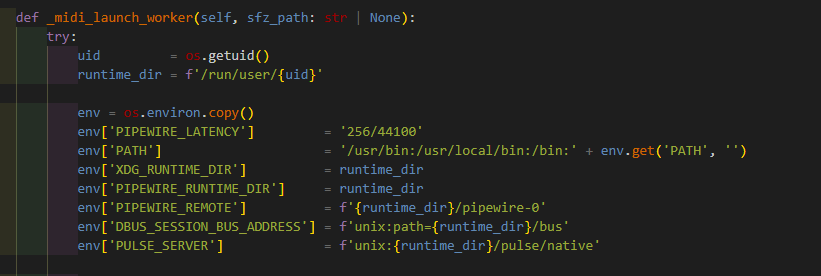 def _midi_launch_worker(self, sfz_path: str | None):
    try:
        uid         = os.getuid()
        runtime_dir = f'/run/user/{uid}'

        env = os.environ.copy()
        env['PIPEWIRE_LATENCY']         = '256/44100'
        env['PATH']                     = '/usr/bin:/usr/local/bin:/bin:' + env.get('PATH', '')
        env['XDG_RUNTIME_DIR']          = runtime_dir
        env['PIPEWIRE_RUNTIME_DIR']     = runtime_dir
        env['PIPEWIRE_REMOTE']          = f'{runtime_dir}/pipewire-0'
        env['DBUS_SESSION_BUS_ADDRESS'] = f'unix:path={runtime_dir}/bus'
        env['PULSE_SERVER']             = f'unix:{runtime_dir}/pulse/native'